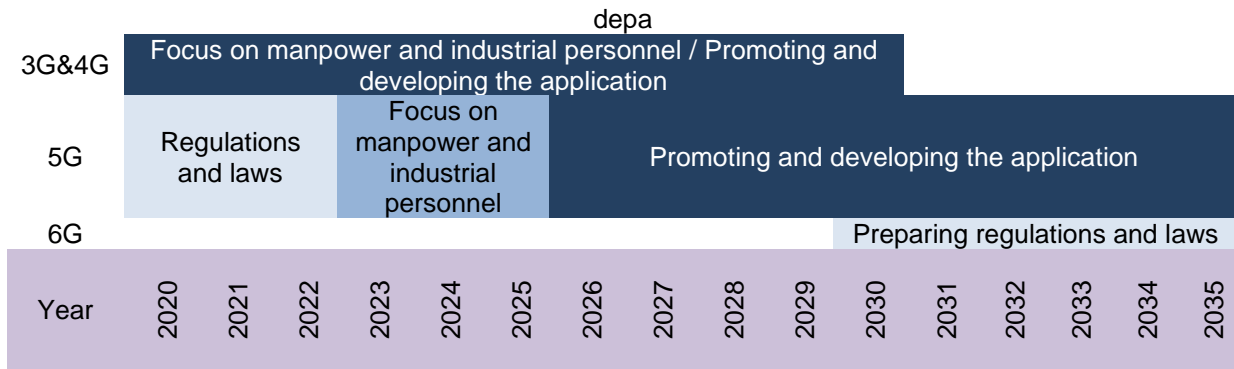 depa
3G&4G
Focus on manpower and industrial personnel / Promoting and
developing the application
5G
Regulations
and laws
Focus on
manpower and
industrial
personnel
Promoting and developing the application
6G
Preparing regulations and laws
Year
2020
2021
2022
2023
2024
2025
2026
2027
2028
2029
2030
2031
2032
2033
2034
2035